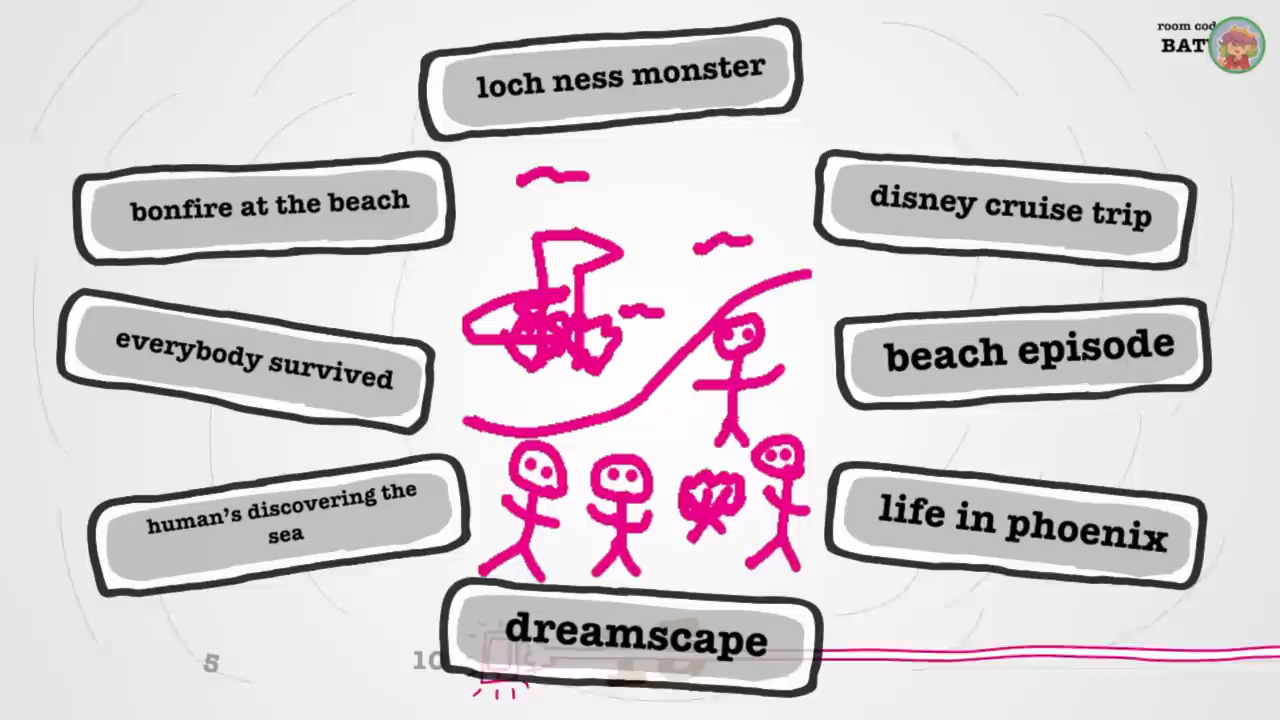 room cod
BAT
loch ness monster
bonfire at the beach
disney cruise trip
everybody survived
beach episode
human's discovering the
sea
life in phoenix
dreamscape
5
10